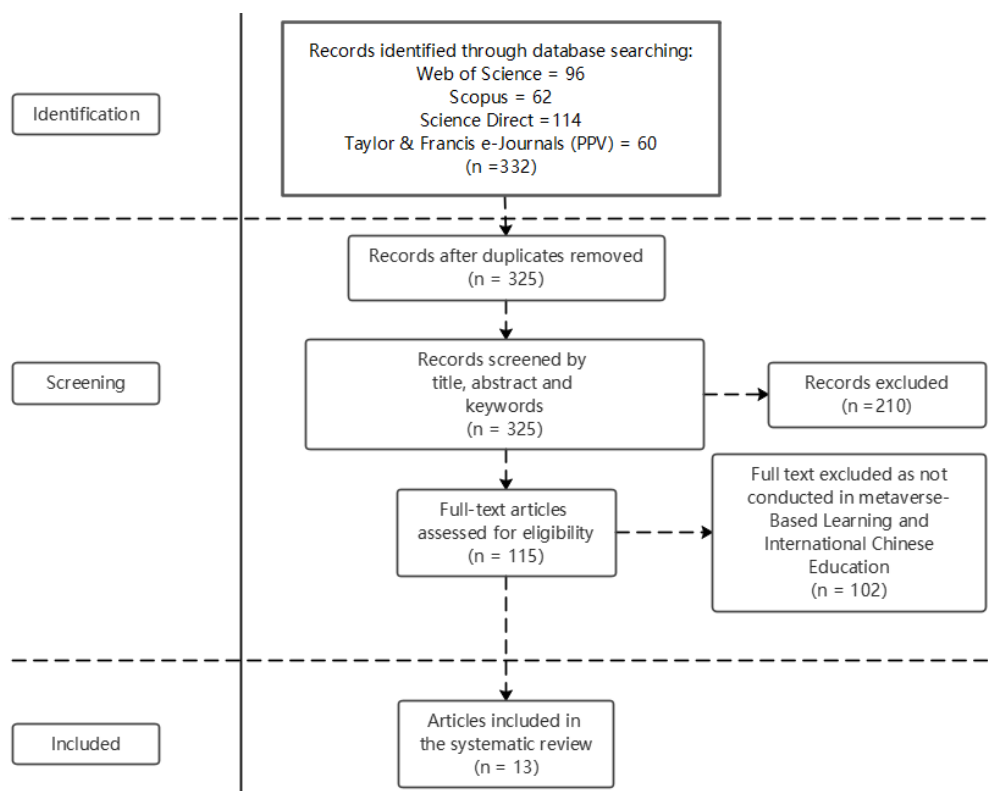 Identification
Records identified through database searching:
Web of Science = 96
Scopus = 62
Science Direct =114
Taylor & Francis e-Journals (PPV) = 60
(n =332)
Screening
Records after duplicates removed
(n = 325)
Records screened by
title, abstract and
keywords
(n = 325)
Records excluded
(n =210)
Full-text articles
assessed for eligibility
(n = 115)
Full text excluded as not
conducted in metaverse-
Based Learning and
International Chinese
Education
(n = 102)
Included
Articles included in
the systematic review
(n = 13)